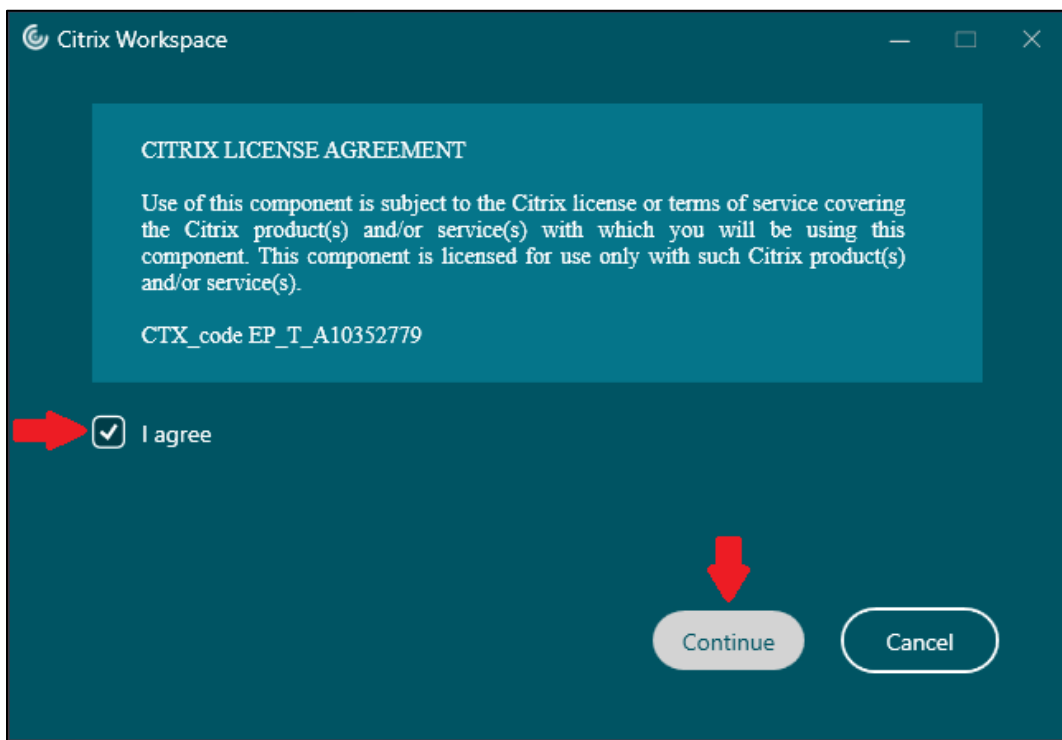 Citrix Workspace
CITRIX LICENSE AGREEMENT
Use of this component is subject to the Citrix license or terms of service covering
the Citrix product(s) and/or service(s) with which you will be using this
component. This component is licensed for use only with such Citrix product(s)
and/or service(s).
CTX_code EP_T_A10352779
I agree
Continue
Cancel